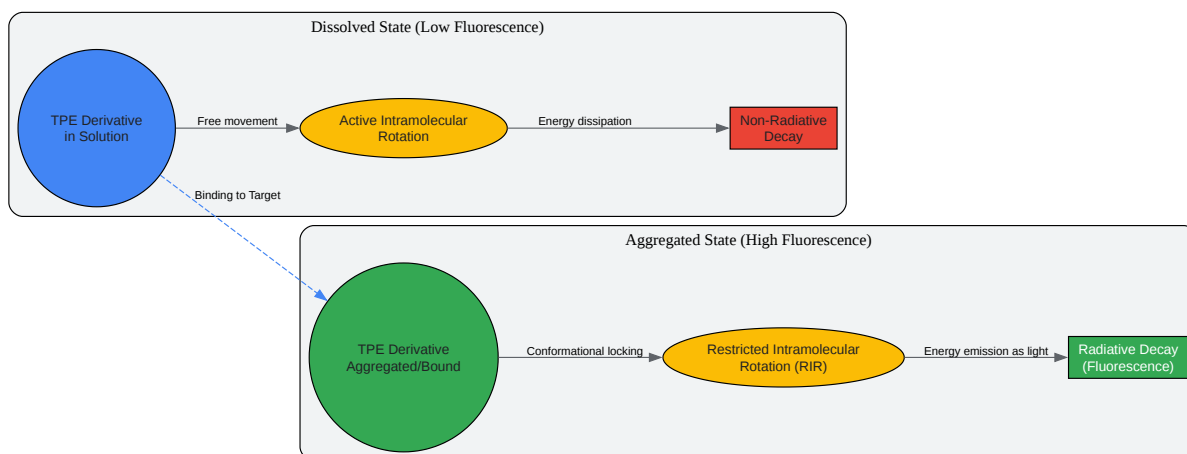 Dissolved State (Low Fluorescence)
TPE Derivative
in Solution
Free movement
Active Intramolecular
Rotation
Energy dissipation
Non-Radiative
Decay
Binding to Target
Aggregated State (High Fluorescence)
TPE Derivative
Aggregated/Bound
Conformational locking
Restricted Intramolecular
Rotation (RIR)
Energy emission as light
Radiative Decay
(Fluorescence)